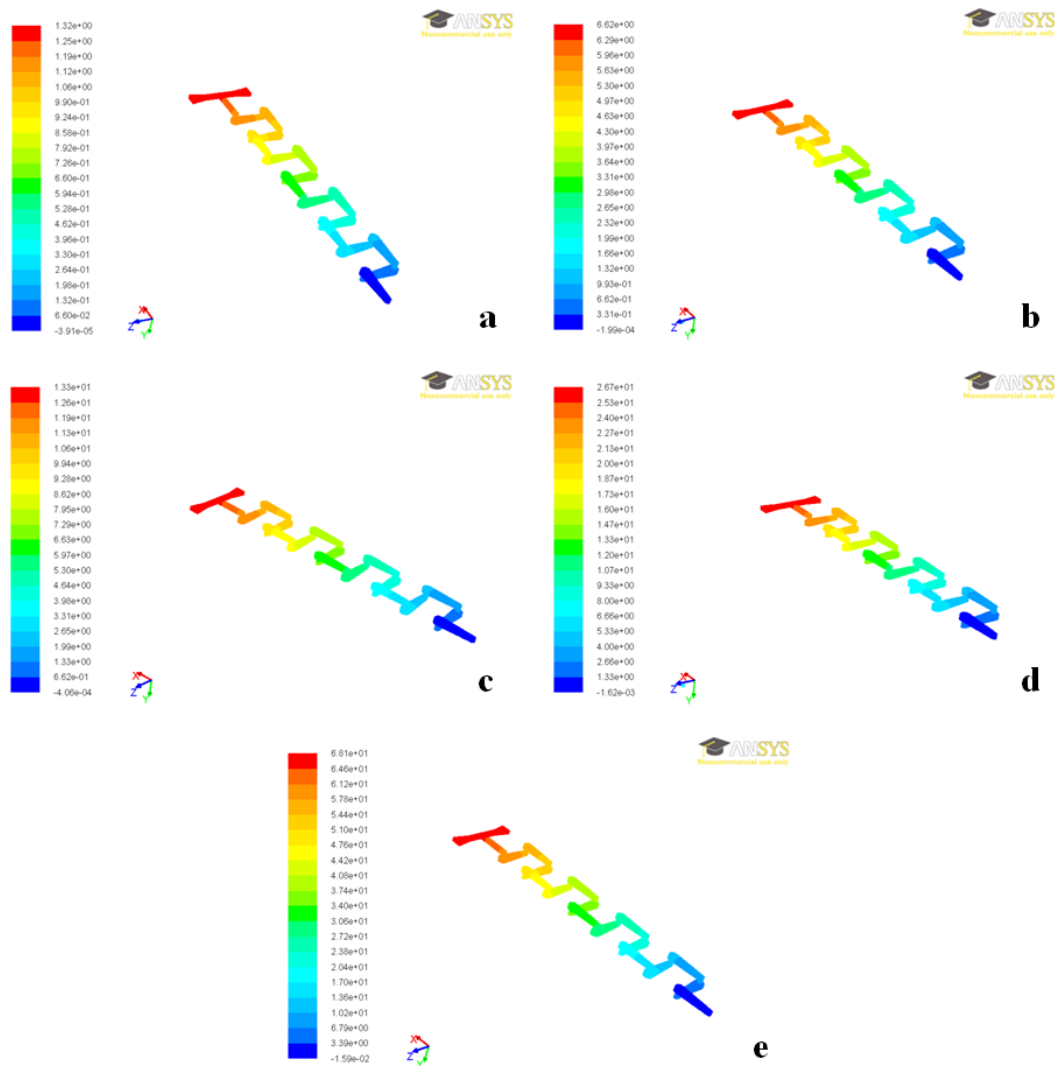 1.32e+00
1.25e+00
1.19e+00
1.12e+00
1.06e+00
9.90e-01
9.24e-01
8.58e-01
7.92e-01
7.26e-01
6.60e-01
5.94e-01
5.28e-01
4.62e-01
3.96e-01
3.30e-01
2.64e-01
1.98e-01
1.32e-01
6.60e-02
-3.91e-05
ANSYS
Noncommercial use only
X
Z
Y
a
6.62e+00
6.29e+00
5.96e+00
5.63e+00
5.30e+00
4.97e+00
4.63e+00
4.30e+00
3.97e+00
3.64e+00
3.31e+00
2.98e+00
2.65e+00
2.32e+00
1.99e+00
1.66e+00
1.32e+00
9.93e-01
6.62e-01
3.31e-01
-1.99e-04
ANSYS
Noncommercial use only
X
Z
Y
b
1.33e+01
1.26e+01
1.19e+01
1.13e+01
1.06e+01
9.94e+00
9.28e+00
8.62e+00
7.95e+00
7.29e+00
6.63e+00
5.97e+00
5.30e+00
4.64e+00
3.98e+00
3.31e+00
2.65e+00
1.99e+00
1.33e+00
6.62e-01
-4.06e-04
ANSYS
Noncommercial use only
X
Z
Y
c
2.67e+01
2.53e+01
2.40e+01
2.27e+01
2.13e+01
2.00e+01
1.87e+01
1.73e+01
1.60e+01
1.47e+01
1.33e+01
1.20e+01
1.07e+01
9.33e+00
8.00e+00
6.66e+00
5.33e+00
4.00e+00
2.66e+00
1.33e+00
-1.62e-03
ANSYS
Noncommercial use only
X
Z
Y
d
6.81e+01
6.46e+01
6.12e+01
5.78e+01
5.44e+01
5.10e+01
4.76e+01
4.42e+01
4.08e+01
3.74e+01
3.40e+01
3.06e+01
2.72e+01
2.38e+01
2.04e+01
1.70e+01
1.36e+01
1.02e+01
6.79e+00
3.39e+00
-1.59e-02
ANSYS
Noncommercial use only
X
Z
Y
e